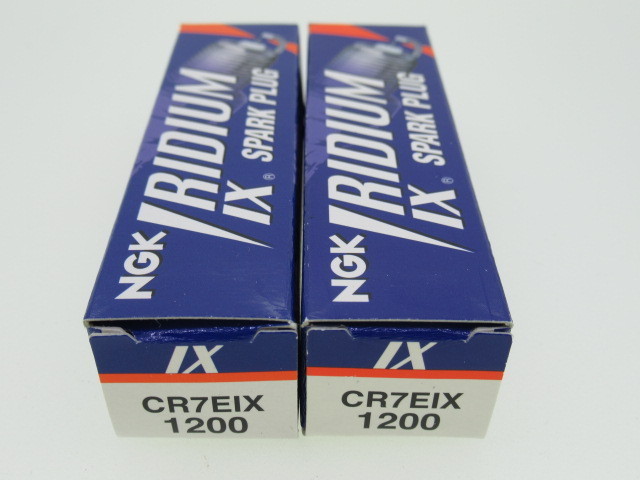 NGK
IRIDIUM
IX® SPARK PLUG
IX
CR7EIX
1200
NGK
IRIDIUM
IX® SPARK PLUG
IX
CR7EIX
1200